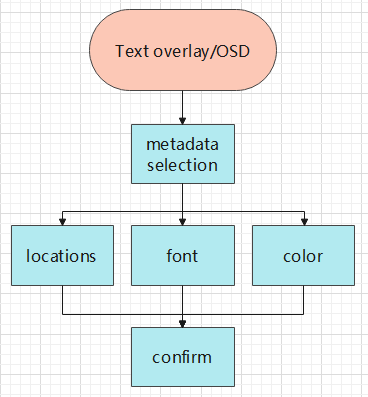 Text overlay/OSD
metadata
selection
locations
font
color
confirm